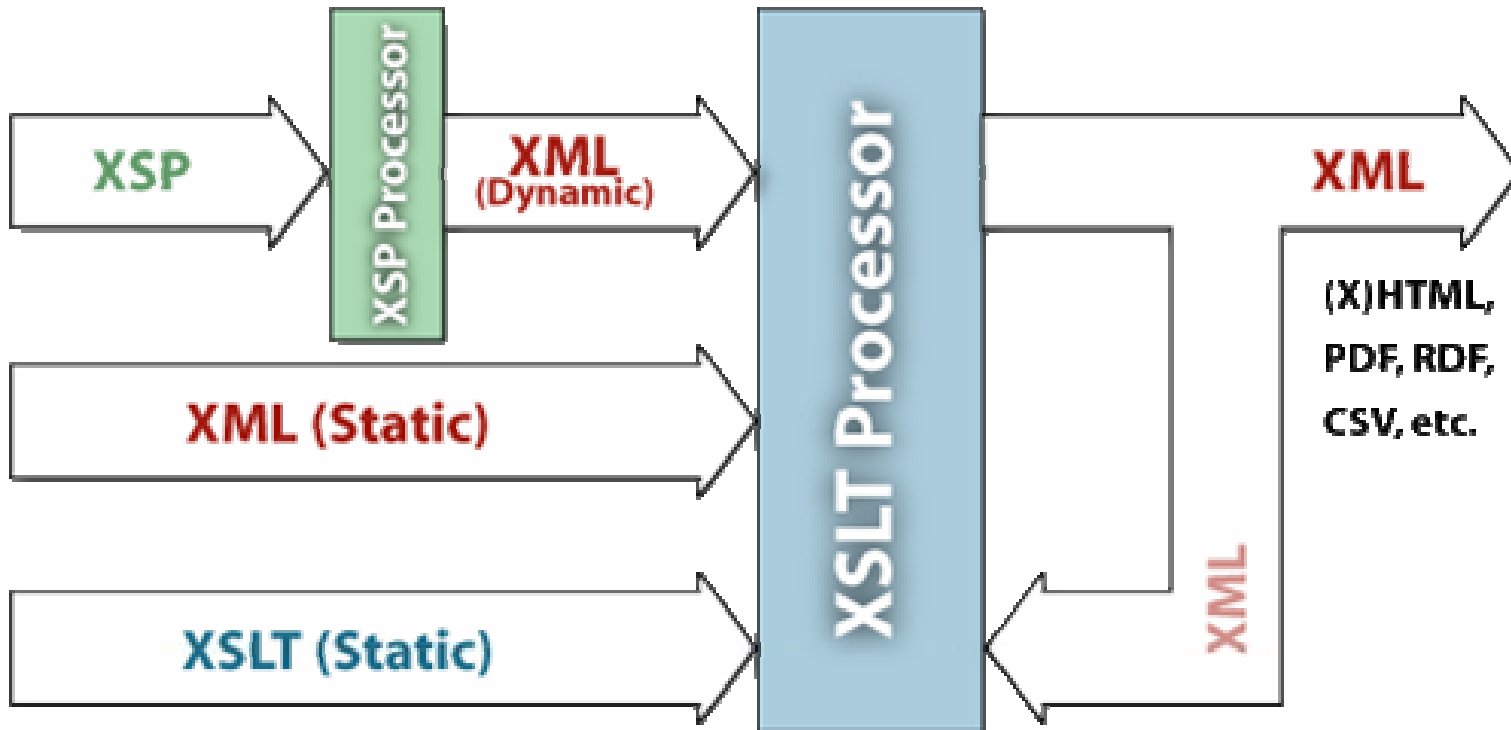 XSP
XSP Processor
XML
(Dynamic)
XML (Static)
XSLT (Static)
XSLT Processor
XML
(X)HTML,
PDF, RDF,
CSV, etc.
XML